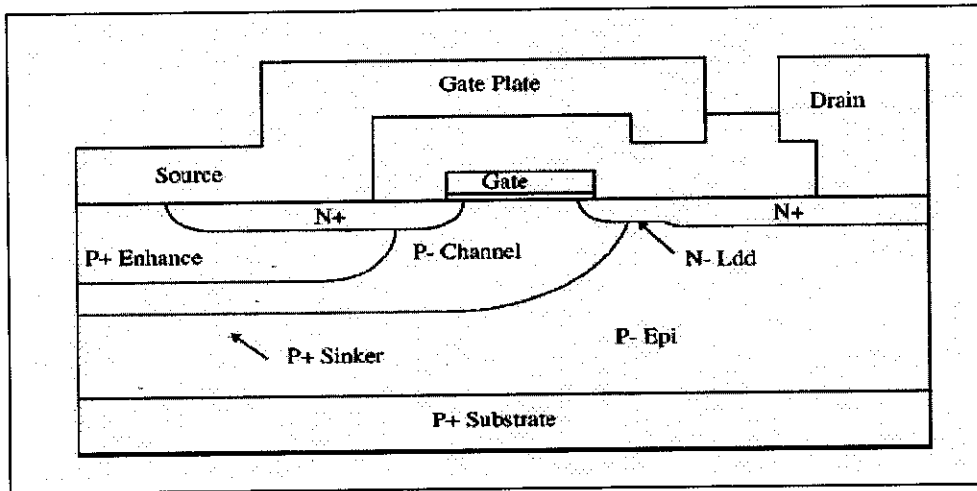 Gate Plate
Drain
Source
Gate
N+
N+
P+ Enhance
P- Channel
N- Ldd
P+ Sinker
P- Epi
P+ Substrate